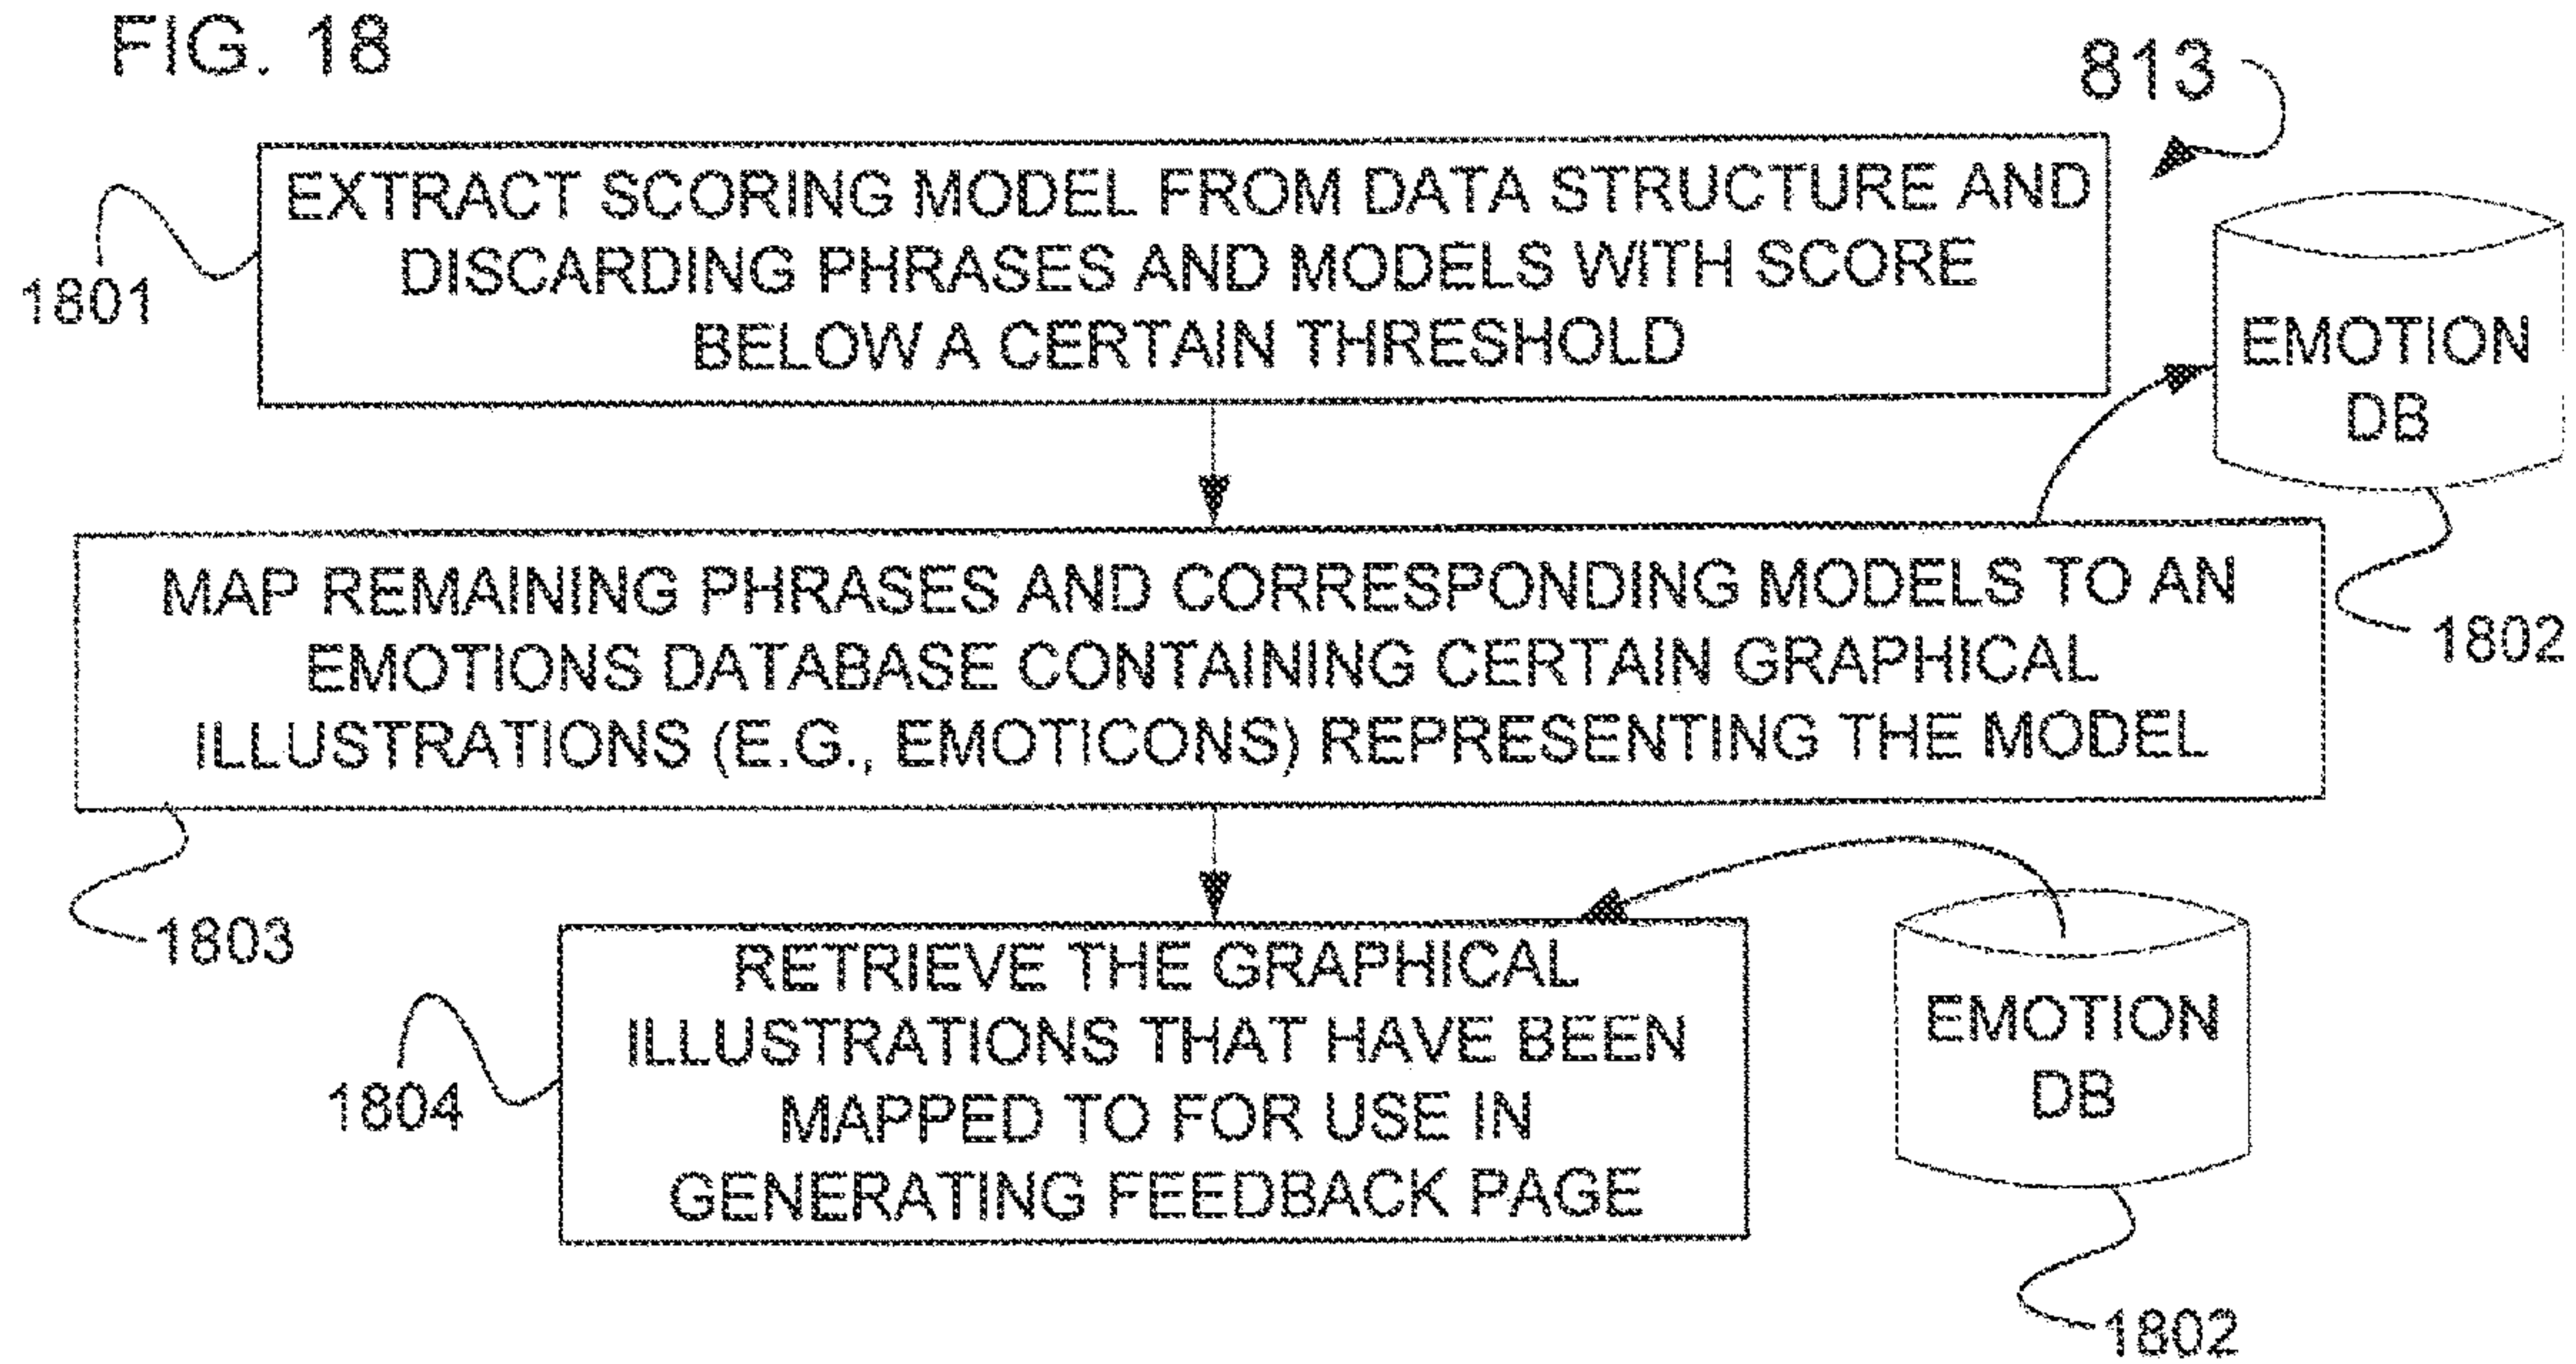 FIG. 18
813
EXTRACT SCORING MODEL FROM DATA STRUCTURE AND
DISCARDING PHRASES AND MODELS WITH SCORE
BELOW A CERTAIN THRESHOLD
1801
EMOTION
DB
1802
MAP REMAINING PHRASES AND CORRESPONDING MODELS TO AN
EMOTIONS DATABASE CONTAINING CERTAIN GRAPHICAL
ILLUSTRATIONS (E.G., EMOTICONS) REPRESENTING THE MODEL
1803
RETRIEVE THE GRAPHICAL
ILLUSTRATIONS THAT HAVE BEEN
MAPPED TO FOR USE IN
GENERATING FEEDBACK PAGE
1804
EMOTION
DB
1802